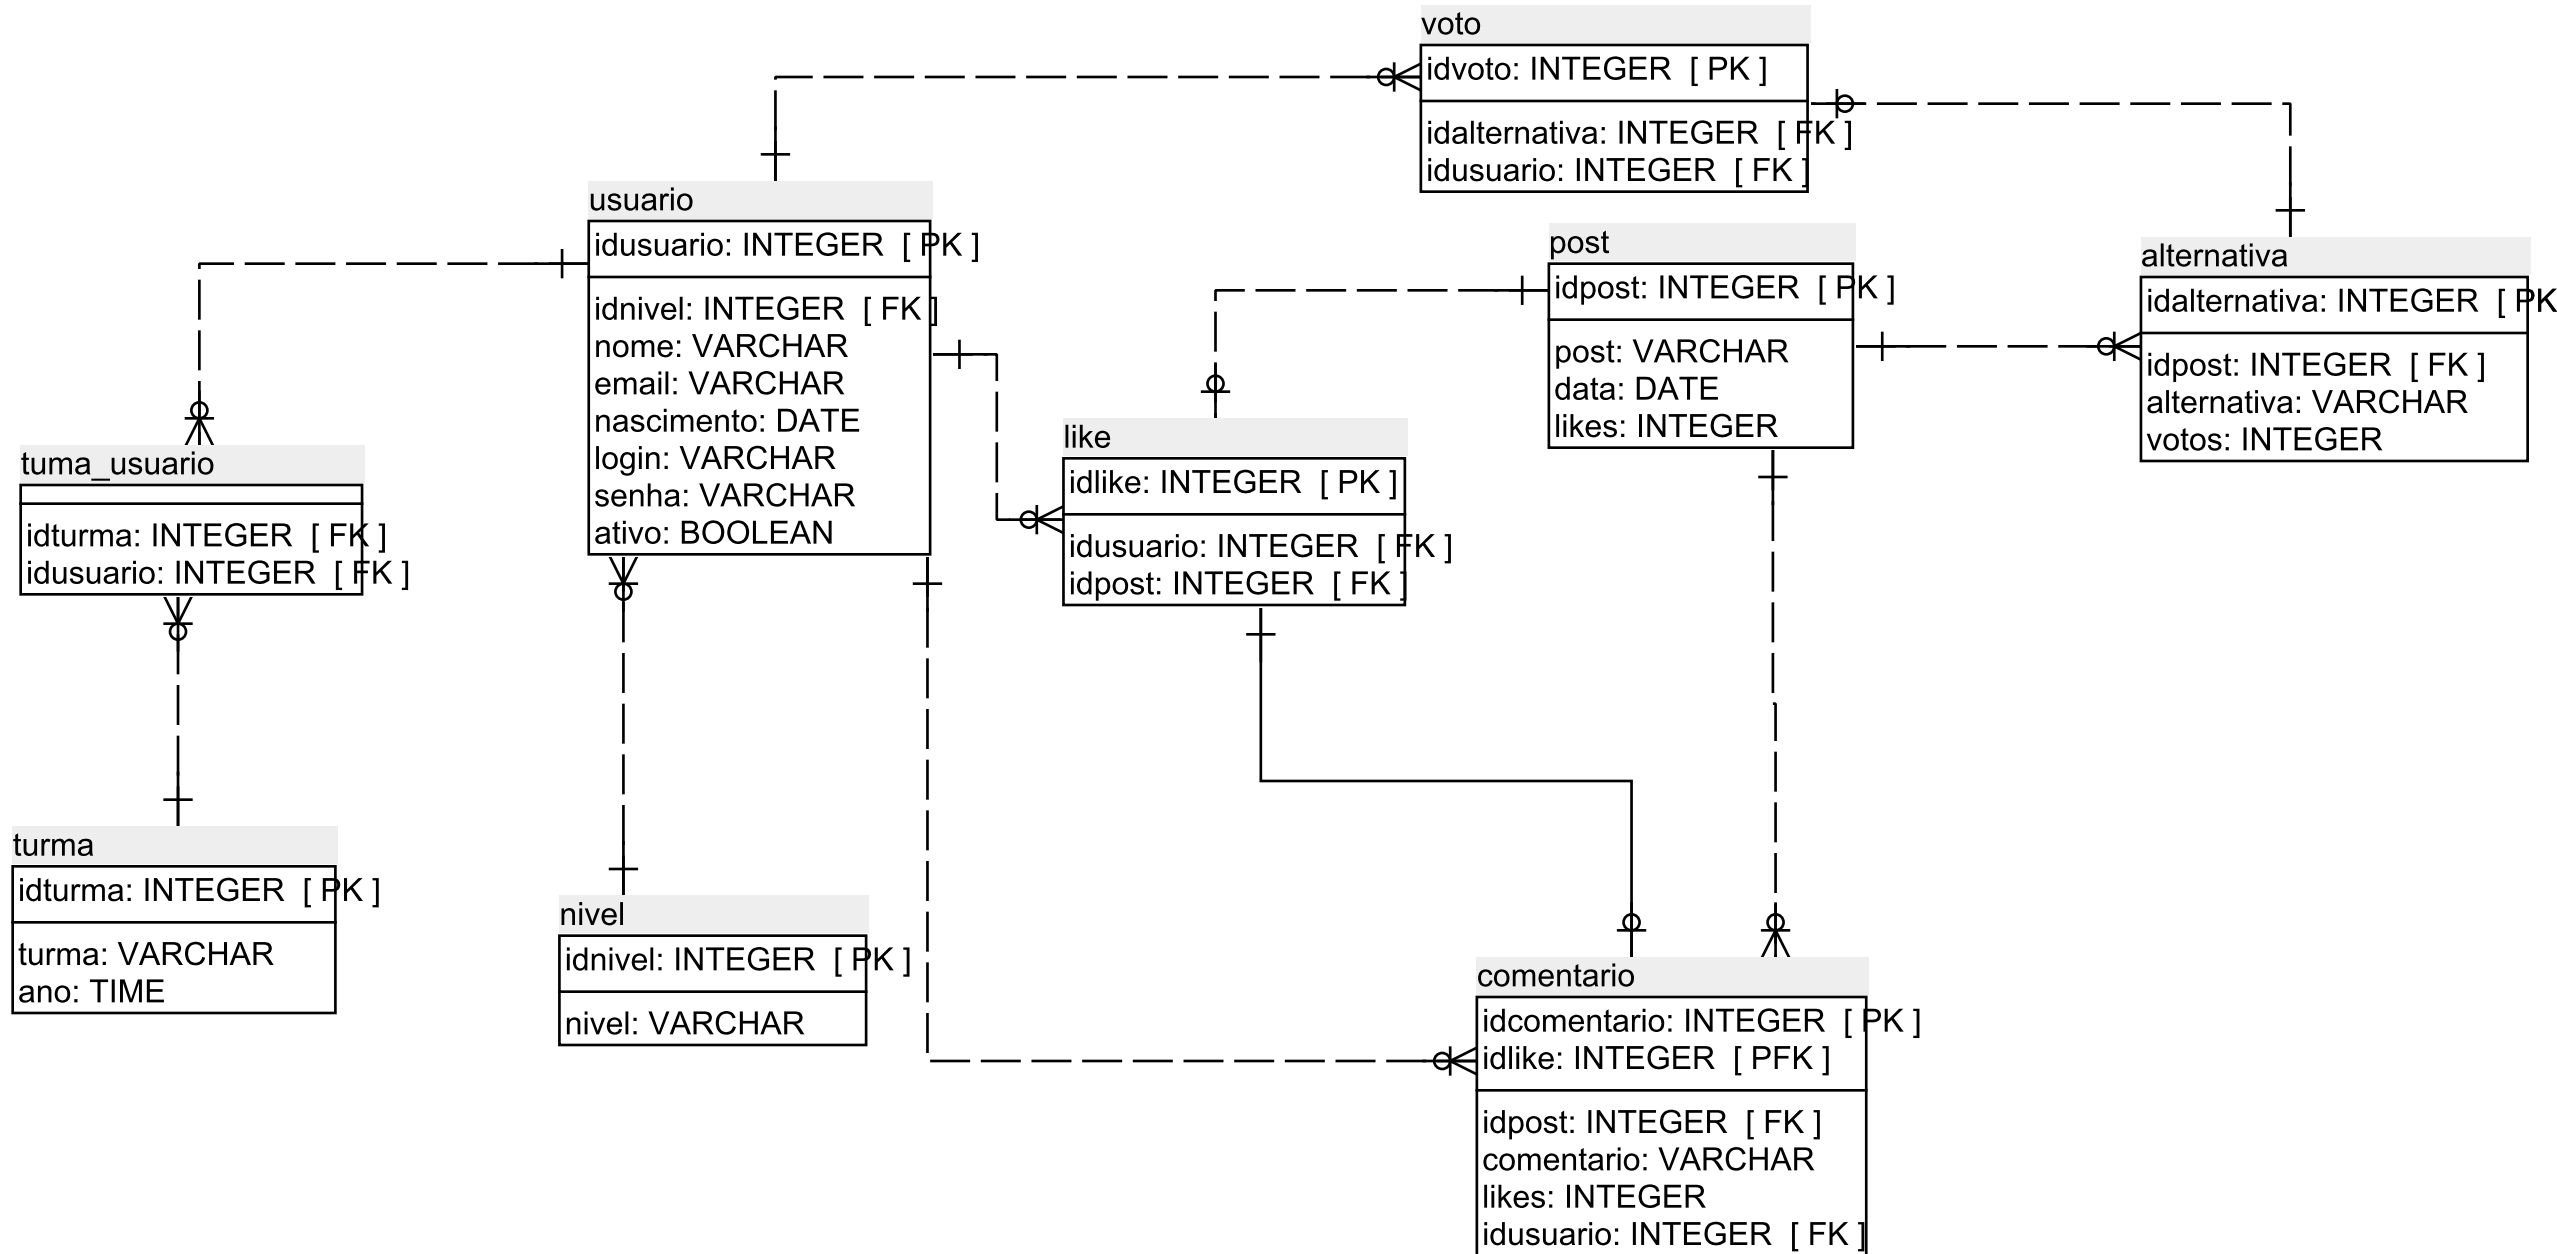 voto
idvoto: INTEGER [ PK ]
idalternativa: INTEGER [ FK ]
idusuario: INTEGER [ FK ]
usuario
idusuario: INTEGER [ PK ]
idnivel: INTEGER [ FK ]
nome: VARCHAR
email: VARCHAR
nascimento: DATE
login: VARCHAR
senha: VARCHAR
ativo: BOOLEAN
post
idpost: INTEGER [ PK ]
post: VARCHAR
data: DATE
likes: INTEGER
alternativa
idalternativa: INTEGER [ PK
idpost: INTEGER [ FK ]
alternativa: VARCHAR
votos: INTEGER
like
idlike: INTEGER [ PK ]
idusuario: INTEGER [ FK ]
idpost: INTEGER [ FK ]
tuma_usuario
idturma: INTEGER [ FK ]
idusuario: INTEGER [ FK ]
turma
idturma: INTEGER [ PK ]
turma: VARCHAR
ano: TIME
nivel
idnivel: INTEGER [ PK ]
nivel: VARCHAR
comentario
idcomentario: INTEGER [ PK ]
idlike: INTEGER [ PFK ]
idpost: INTEGER [ FK ]
comentario: VARCHAR
likes: INTEGER
idusuario: INTEGER [ FK ]